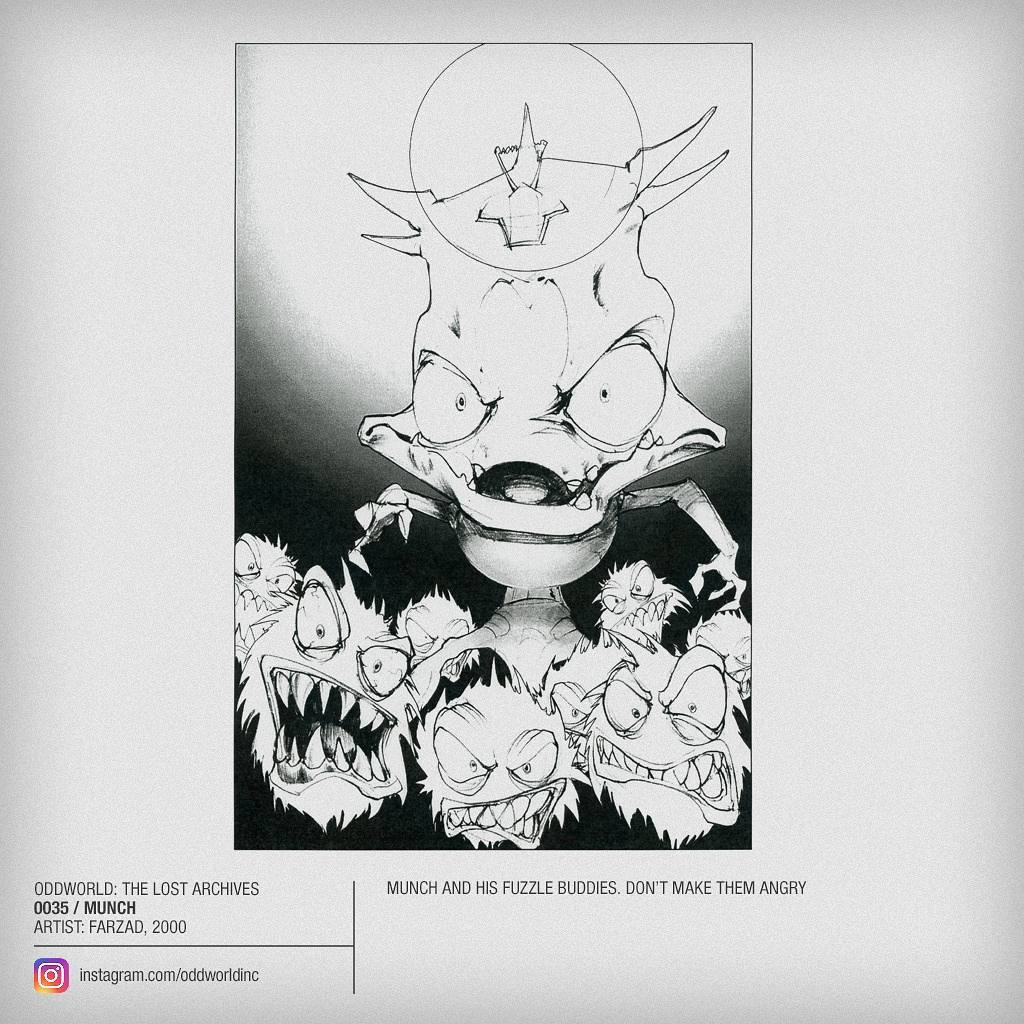 ODDWORLD: THE LOST ARCHIVES
0035 / MUNCH
ARTIST: FARZAD, 2000
instagram.com/oddworldinc
MUNCH AND HIS FUZZLE BUDDIES. DON'T MAKE THEM ANGRY